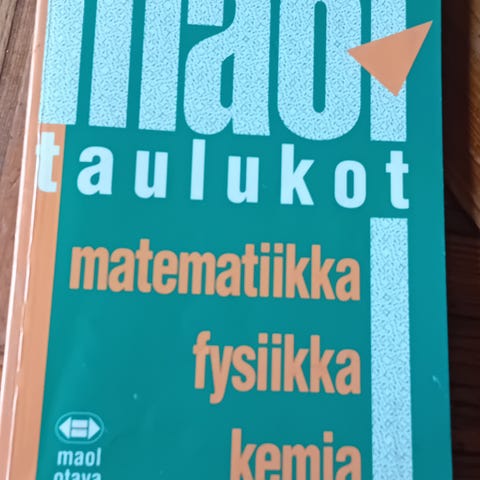 maol
taulukot
matematiikka
fysiikka
kemia
maol
otava